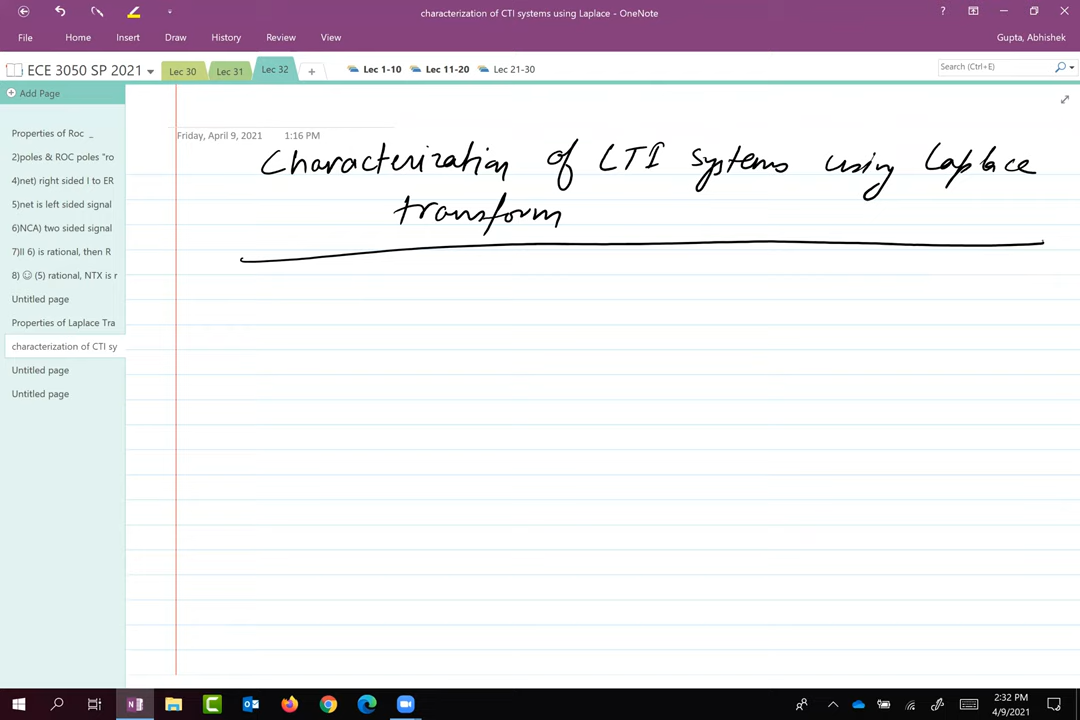 characterization of CTI systems using Laplace - OneNote
File Home Insert Draw History Review View
Gupta, Abhishek
ECE 3050 SP 2021
Lec 30
Lec 31
Lec 32
Lec 1-10
Lec 11-20
Lec 21-30
Search (Ctrl+E)
Add Page
Properties of Roc _
2)poles & ROC poles "ro
4)net) right sided I to ER
5)net is left sided signal
6)NCA) two sided signal
7)II 6) is rational, then R
8) ☺ (5) rational, NTX is r
Untitled page
Properties of Laplace Tra
characterization of CTI sy
Untitled page
Untitled page
Friday, April 9, 2021 1:16 PM
Characterization of LTI systems using Laplace
transform
2:32 PM
4/9/2021